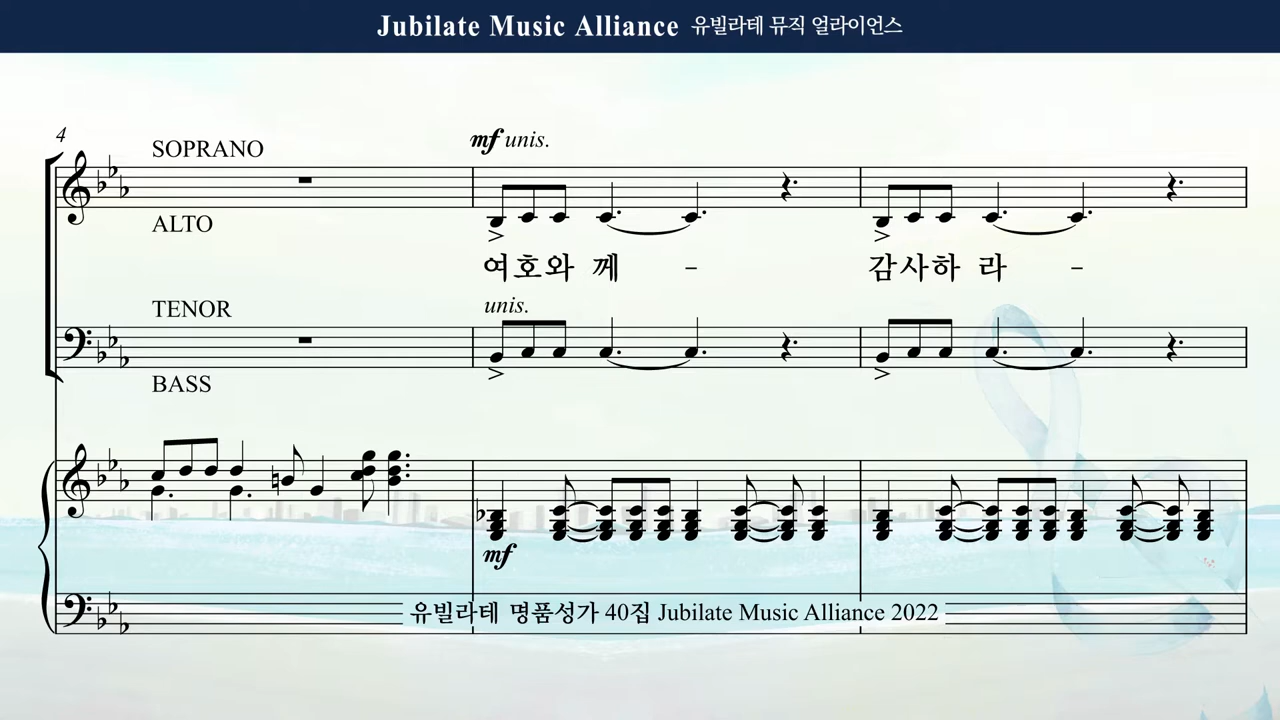 Jubilate Music Alliance 유빌라테 뮤직 얼라이언스
4
SOPRANO
mf unis.
ALTO
여호와 께 - 감사하 라 -
TENOR
unis.
BASS
mf
유빌라테 명품성가 40집 Jubilate Music Alliance 2022